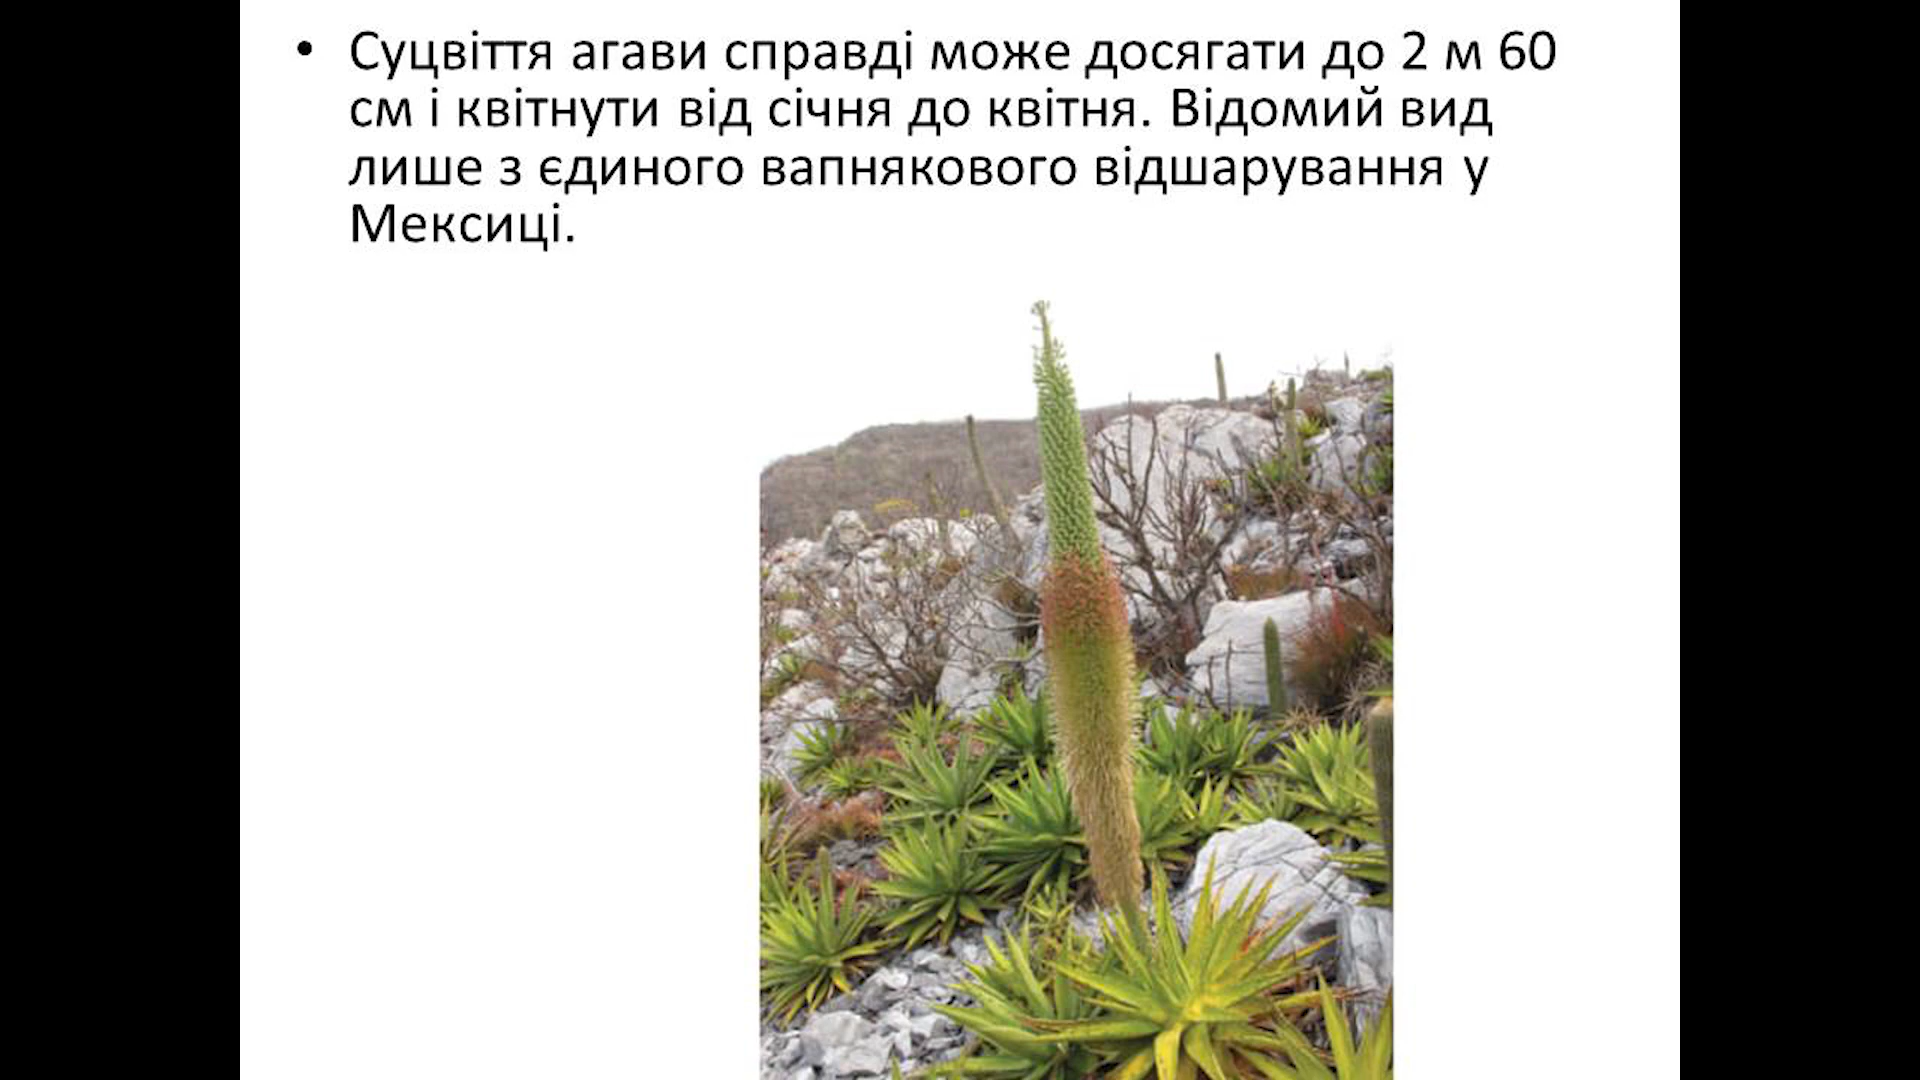 • Суцвіття агави справді може досягати до 2 м 60
см і квітнути від січня до квітня. Відомий вид
лише з єдиного вапнякового відшарування у
Мексиці.